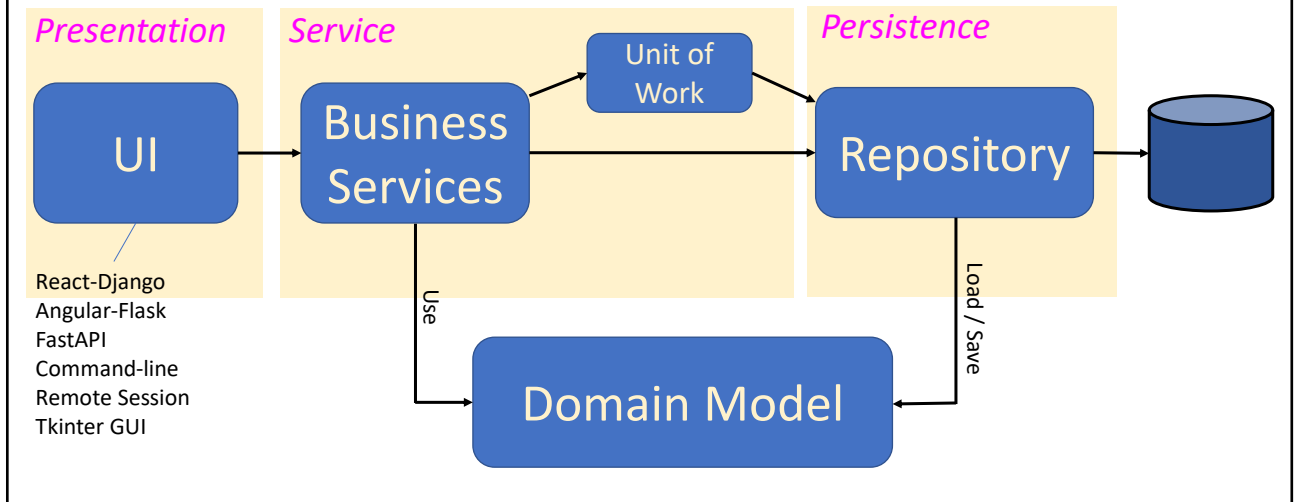 Presentation
Service
Persistence
Unit of
Work
UI
Business
Services
Repository
React-Django
Angular-Flask
FastAPI
Command-line
Remote Session
Tkinter GUI
Use
Load / Save
Domain Model